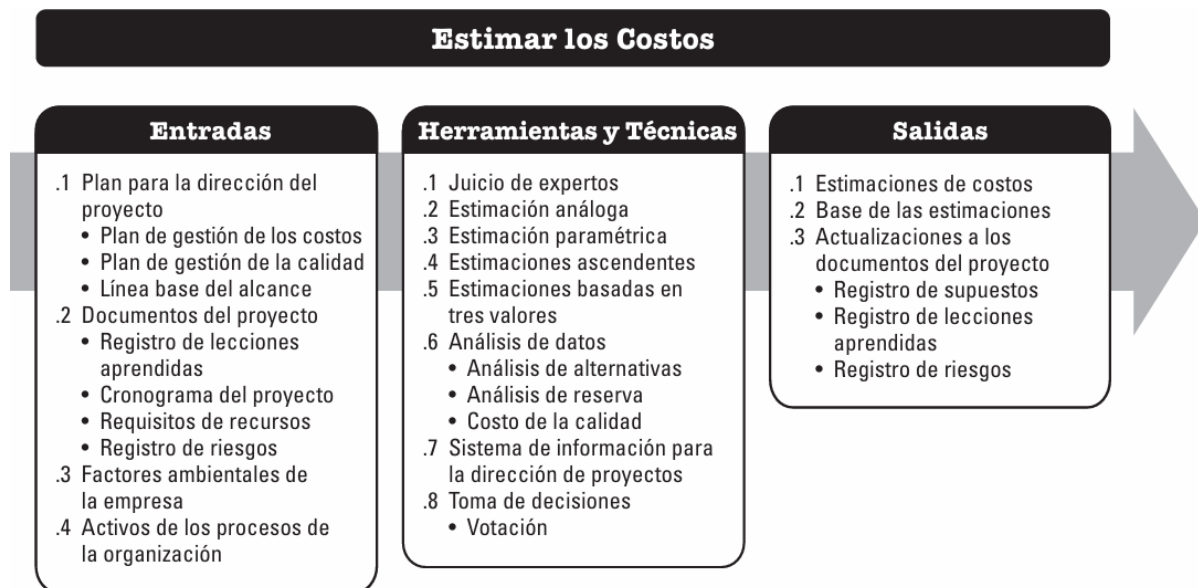 Estimar los Costos
Entradas
.1 Plan para la dirección del
proyecto
• Plan de gestión de los costos
• Plan de gestión de la calidad
• Línea base del alcance
.2 Documentos del proyecto
• Registro de lecciones
aprendidas
• Cronograma del proyecto
• Requisitos de recursos
• Registro de riesgos
.3 Factores ambientales de
la empresa
.4 Activos de los procesos de
la organización
Herramientas y Técnicas
.1 Juicio de expertos
.2 Estimación análoga
.3 Estimación paramétrica
.4 Estimaciones ascendentes
.5 Estimaciones basadas en
tres valores
.6 Análisis de datos
• Análisis de alternativas
• Análisis de reserva
• Costo de la calidad
.7 Sistema de información para
la dirección de proyectos
.8 Toma de decisiones
• Votación
Salidas
.1 Estimaciones de costos
.2 Base de las estimaciones
.3 Actualizaciones a los
documentos del proyecto
• Registro de supuestos
• Registro de lecciones
aprendidas
• Registro de riesgos